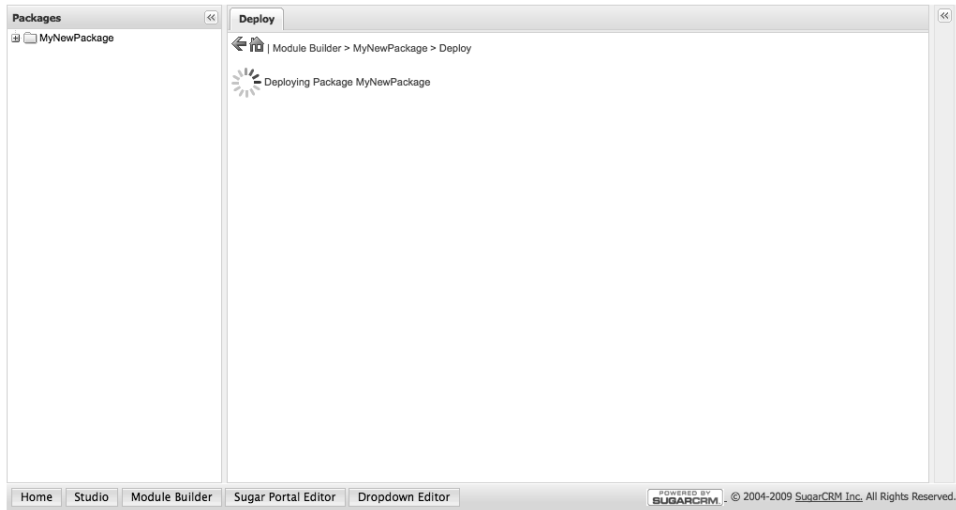 Packages
MyNewPackage
Deploy
| Module Builder > MyNewPackage > Deploy
Deploying Package MyNewPackage
Home Studio Module Builder Sugar Portal Editor Dropdown Editor
POWERED BY
SUGARCRM. © 2004-2009 SugarCRM Inc. All Rights Reserved.